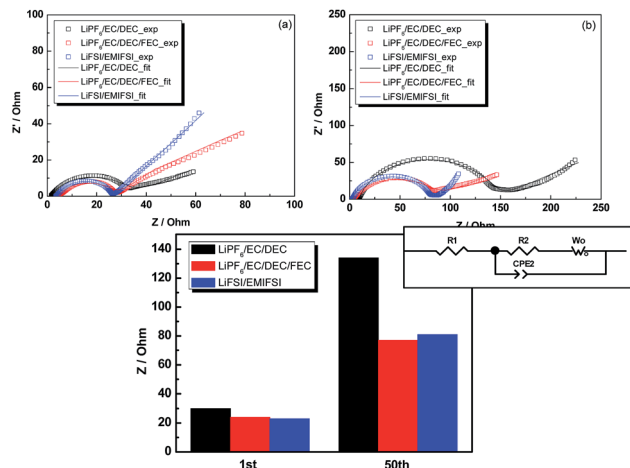 (a)
LiPF6/EC/DEC_exp
LiPF6/EC/DEC/FEC_exp
LiFSI/EMIFSI_exp
LiPF6/EC/DEC_fit
LiPF6/EC/DEC/FEC_fit
LiFSI/EMIFSI_fit
Z' / Ohm
100
80
60
40
20
0
0 20 40 60 80 100
Z / Ohm
(b)
LiPF6/EC/DEC_exp
LiPF6/EC/DEC/FEC_exp
LiFSI/EMIFSI_exp
LiPF6/EC/DEC_fit
LiPF6/EC/DEC/FEC_fit
LiFSI/EMIFSI_fit
Z' / Ohm
250
200
150
100
50
0
0 50 100 150 200 250
Z / Ohm
LiPF6/EC/DEC
LiPF6/EC/DEC/FEC
LiFSI/EMIFSI
R1 R2 Wo
CPE2
Z / Ohm
140
120
100
80
60
40
20
0
1st 50th